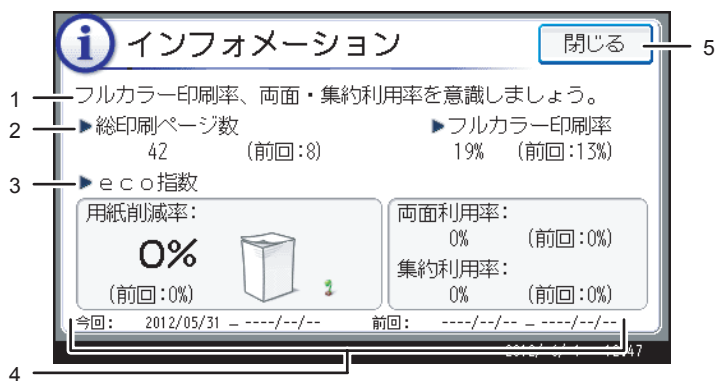 インフォメーション 閉じる 5
1 フルカラー印刷率、両面・集約利用率を意識しましょう。
2 ▶総印刷ページ数 ▶フルカラー印刷率
42 (前回:8) 19% (前回:13%)
3 ▶eco指数
用紙削減率: 両面利用率:
0% (前回:0%)
0%
集約利用率:
(前回:0%) 0% (前回:0%)
今回: 2012/05/31 - ----/--/-- 前回: ----/--/-- - ----/--/--
4